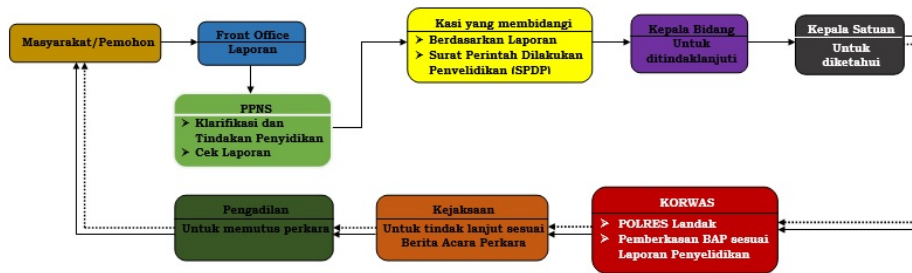 Masyarakat/Pemohon
Front Office
Laporan
PPNS
➤ Klarifikasi dan
Tindakan Penyidikan
➤ Cek Laporan
Kasi yang membidangi
➤ Berdasarkan Laporan
➤ Surat Perintah Dilakukan
Penyelidikan (SPDP)
Kepala Bidang
Untuk
ditindaklanjuti
Kepala Satuan
Untuk
diketahui
KORWAS
➤ POLRES Landak
➤ Pemberkasan BAP sesuai
Laporan Penyelidikan
Kejaksaan
Untuk tindak lanjut sesuai
Berita Acara Perkara
Pengadilan
Untuk memutus perkara